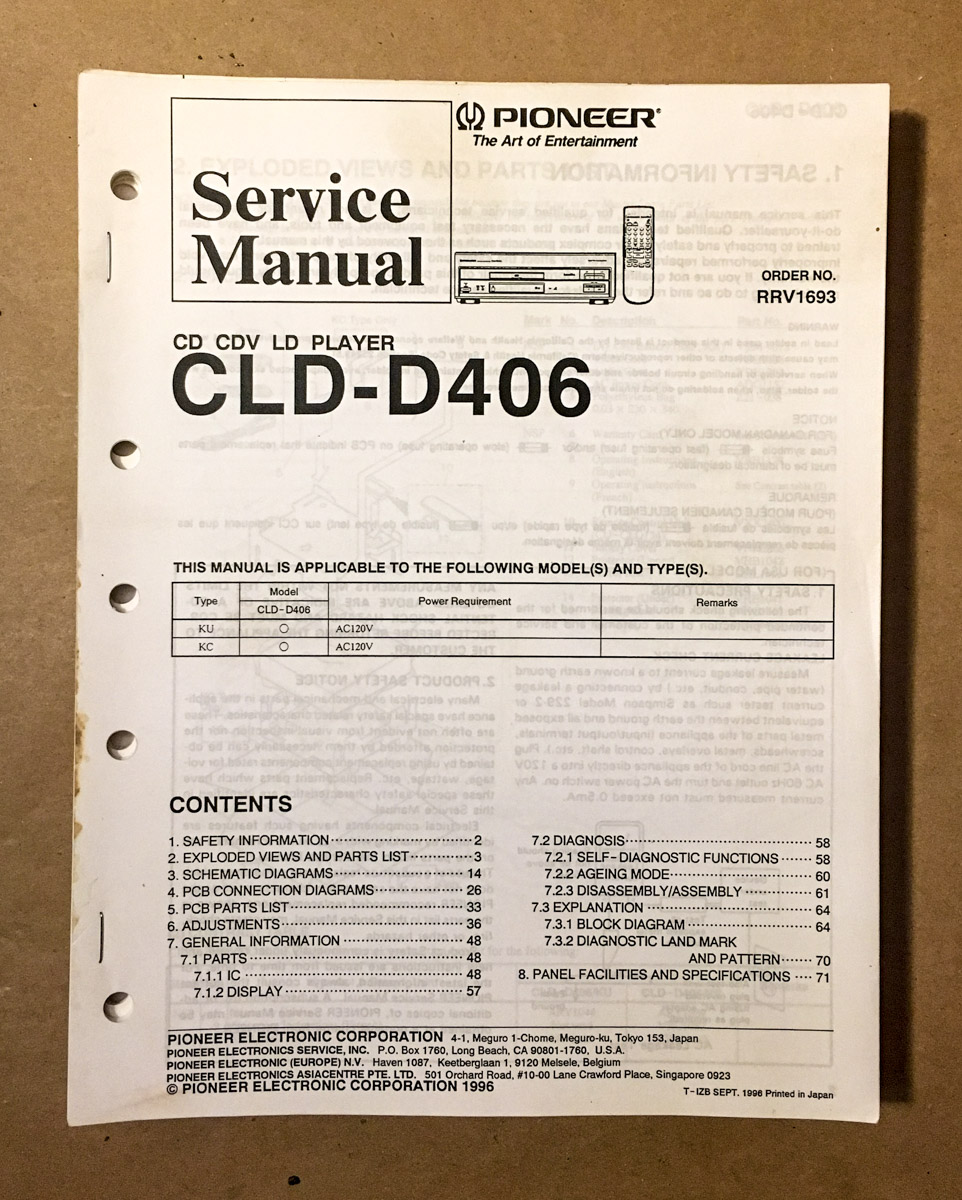 PIONEER®
The Art of Entertainment
Service
Manual
ORDER NO.
RRV1693
CD CDV LD PLAYER
CLD-D406
THIS MANUAL IS APPLICABLE TO THE FOLLOWING MODEL(S) AND TYPE(S).
Type Model Power Requirement Remarks
CLD-D406
KU ○ AC120V
KC ○ AC120V
CONTENTS
1. SAFETY INFORMATION 2
2. EXPLODED VIEWS AND PARTS LIST 3
3. SCHEMATIC DIAGRAMS 14
4. PCB CONNECTION DIAGRAMS 26
5. PCB PARTS LIST 33
6. ADJUSTMENTS 36
7. GENERAL INFORMATION 48
7.1 PARTS 48
7.1.1 IC 48
7.1.2 DISPLAY 57
7.2 DIAGNOSIS 58
7.2.1 SELF-DIAGNOSTIC FUNCTIONS 58
7.2.2 AGEING MODE 60
7.2.3 DISASSEMBLY/ASSEMBLY 61
7.3 EXPLANATION 64
7.3.1 BLOCK DIAGRAM 64
7.3.2 DIAGNOSTIC LAND MARK
AND PATTERN 70
8. PANEL FACILITIES AND SPECIFICATIONS 71
PIONEER ELECTRONIC CORPORATION 4-1, Meguro 1-Chome, Meguro-ku, Tokyo 153, Japan
PIONEER ELECTRONICS SERVICE, INC. P.O. Box 1760, Long Beach, CA 90801-1760, U.S.A.
PIONEER ELECTRONIC (EUROPE) N.V. Haven 1087, Keetberglaan 1, 9120 Melsele, Belgium
PIONEER ELECTRONICS ASIACENTRE PTE. LTD. 501 Orchard Road, #10-00 Lane Crawford Place, Singapore 0923
© PIONEER ELECTRONIC CORPORATION 1996
T-IZB SEPT. 1996 Printed in Japan